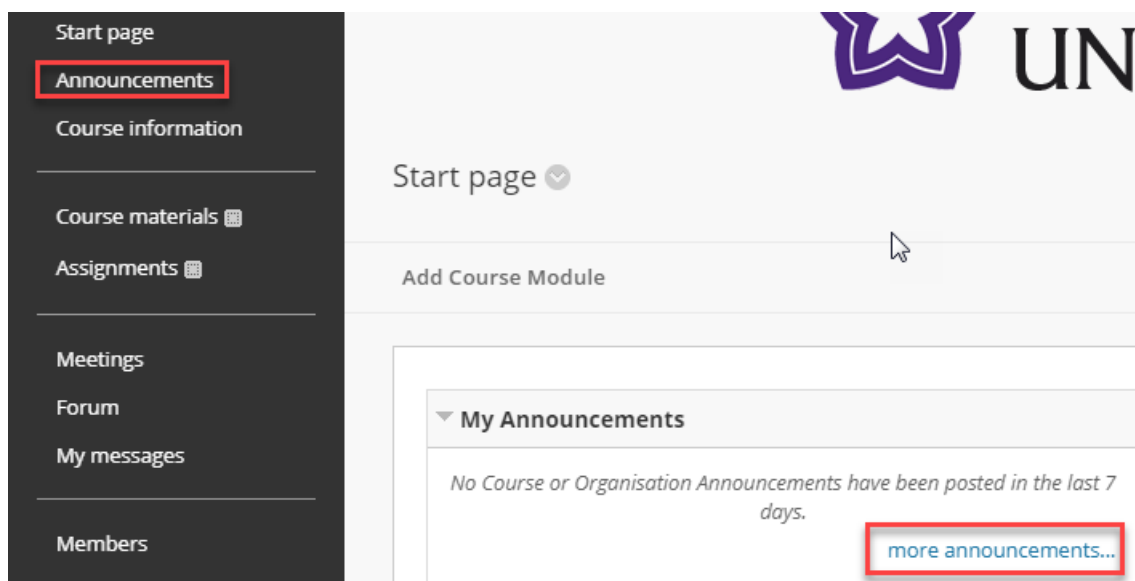 Start page
Announcements
Course information
Course materials
Assignments
Meetings
Forum
My messages
Members
UN
Start page
Add Course Module
My Announcements
No Course or Organisation Announcements have been posted in the last 7
days.
more announcements...